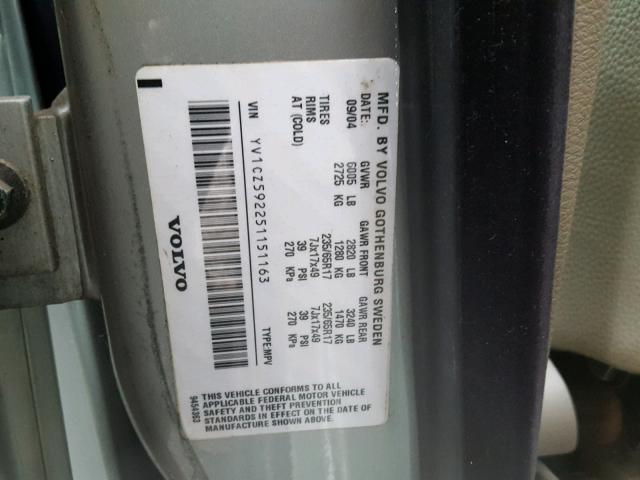 MFD. BY VOLVO GOTHENBURG SWEDEN
DATE: GVWR GAWR FRONT GAWR REAR
09/04 6005 LB 2820 LB 3240 LB
2725 KG 1280 KG 1470 KG
TIRES 235/65R17 235/65R17
RIMS 7Jx17x49 7Jx17x49
AT (COLD) 39 PSI 39 PSI
270 KPa 270 KPa
VIN YV1CZ592251151163 TYPE:MPV
VOLVO
THIS VEHICLE CONFORMS TO ALL
APPLICABLE FEDERAL MOTOR VEHICLE
SAFETY AND THEFT PREVENTION
STANDARDS IN EFFECT ON THE DATE OF
MANUFACTURE SHOWN ABOVE.
9454393